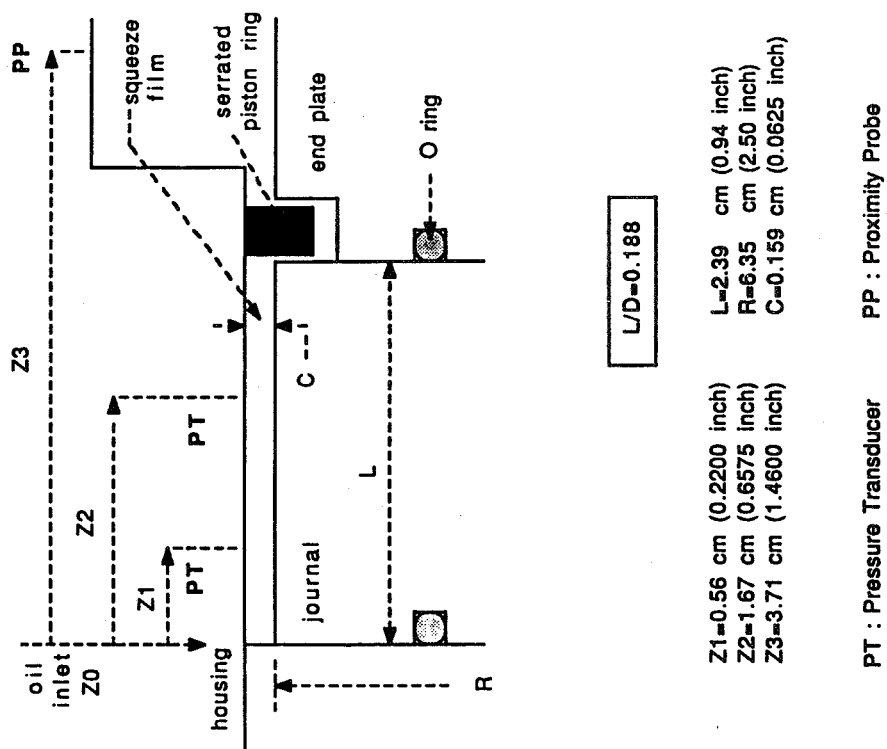 oil
inlet
Z0
Z3
PP
Z2
Z1
PT
PT
squeeze
film
serrated
piston ring
housing
journal
C
end plate
L
O ring
R
L/D=0.188
Z1=0.56 cm (0.2200 inch)
Z2=1.67 cm (0.6575 inch)
Z3=3.71 cm (1.4600 inch)
L=2.39 cm (0.94 inch)
R=6.35 cm (2.50 inch)
C=0.159 cm (0.0625 inch)
PT : Pressure Transducer
PP : Proximity Probe